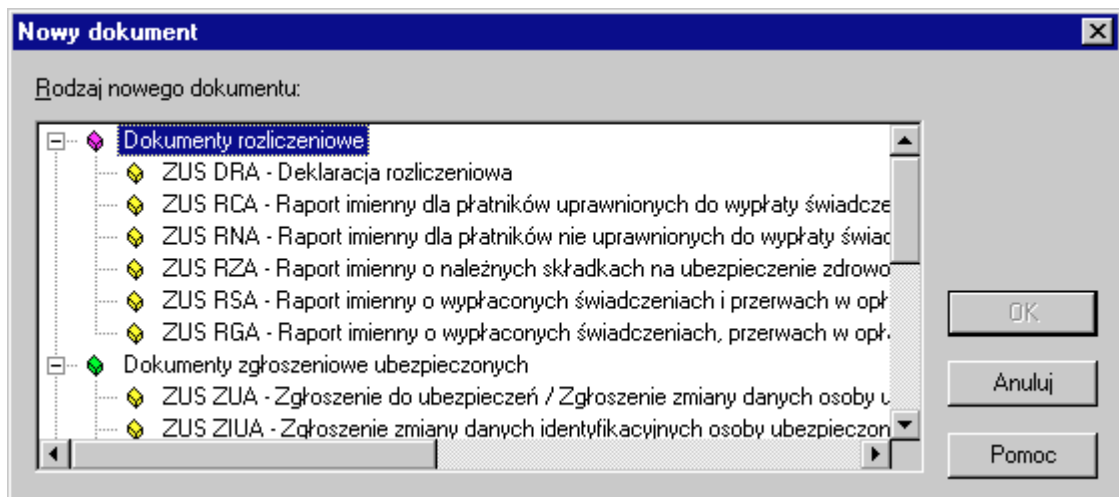 Nowy dokument
Rodzaj nowego dokumentu:
Dokumenty rozliczeniowe
ZUS DRA - Deklaracja rozliczeniowa
ZUS RCA - Raport imienny dla płatników uprawnionych do wypłaty świadcze
ZUS RNA - Raport imienny dla płatników nie uprawnionych do wypłaty świad
ZUS RZA - Raport imienny o należnych składkach na ubezpieczenie zdrowo
ZUS RSA - Raport imienny o wypłaconych świadczeniach i przerwach w opł
ZUS RGA - Raport imienny o wypłaconych świadczeniach, przerwach w opł
Dokumenty zgłoszeniowe ubezpieczonych
ZUS ZUA - Zgłoszenie do ubezpieczeń / Zgłoszenie zmiany danych osoby u
ZUS ZIUA - Zgłoszenie zmiany danych identyfikacyjnych osoby ubezpieczon
OK
Anuluj
Pomoc